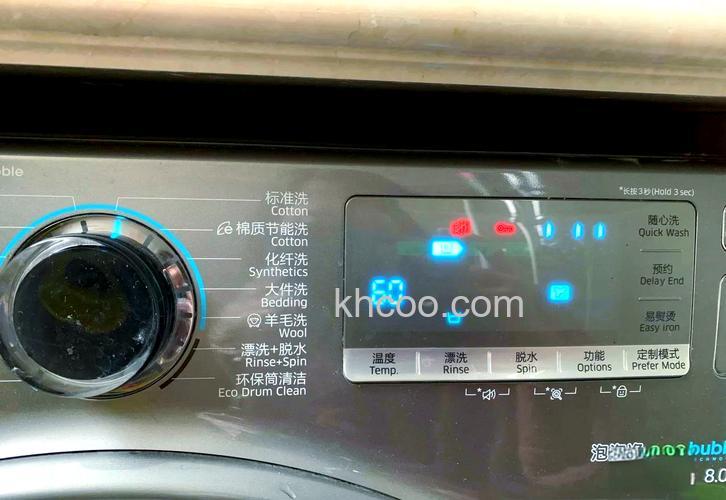 bble
标准洗
Cotton
棉质节能洗
Cotton
化纤洗
Synthetics
大件洗
Bedding
羊毛洗
Wool
漂洗+脱水
Rinse+Spin
环保筒清洁
Eco Drum Clean
*长按3秒(Hold 3 sec)
随心洗
Quick Wash
预约
Delay End
易熨烫
Easy iron
60
khcoo.com
温度
Temp.
漂洗
Rinse
脱水
Spin
功能
Options
定制模式
Prefer Mode
泡泡
bubble
8.0